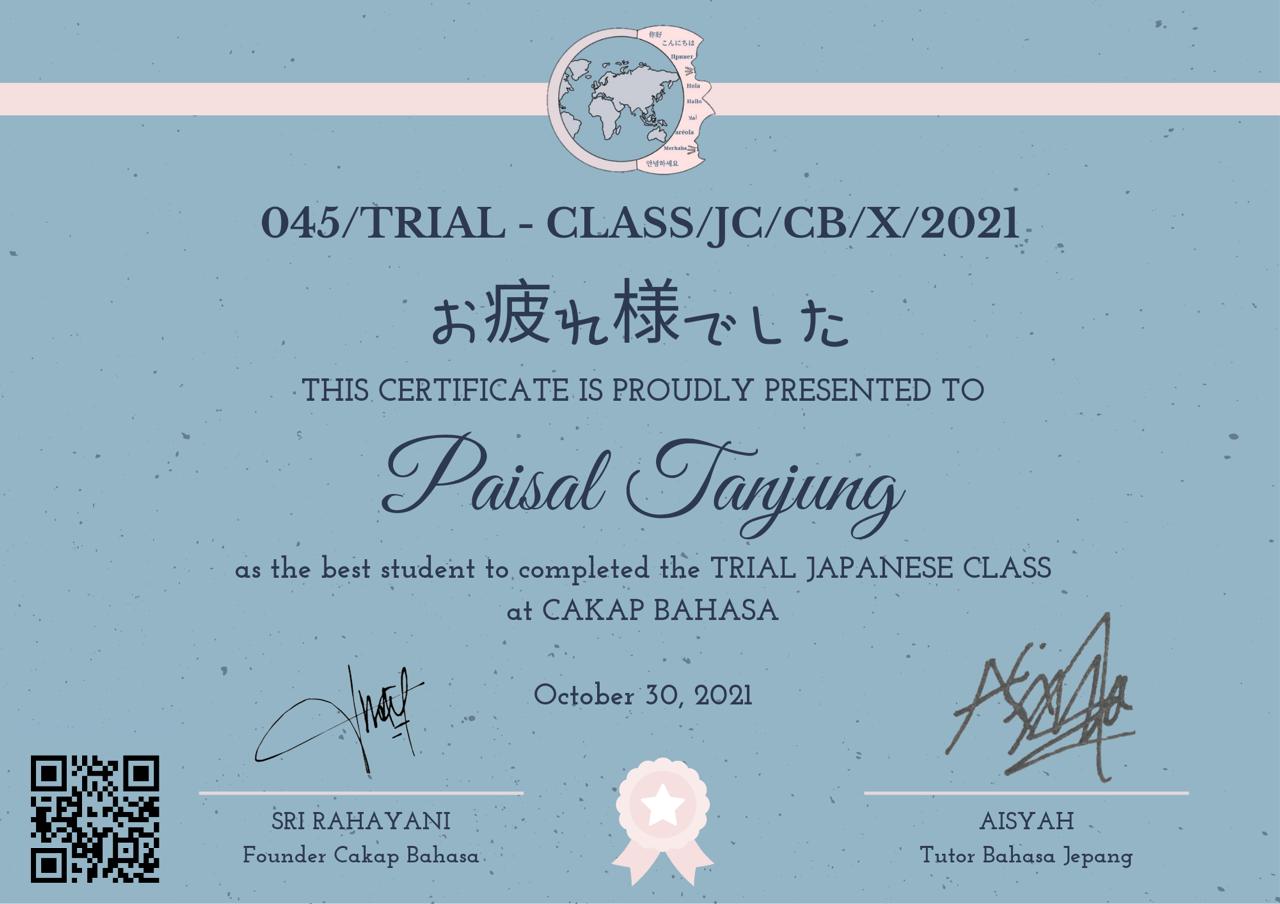 你好
こんにちは
Привет
Hola
Hallo
aréola
Merhaba
안녕하세요
045/TRIAL - CLASS/JC/CB/X/2021
お疲れ様でした
THIS CERTIFICATE IS PROUDLY PRESENTED TO
Paisal Tanjung
as the best student to completed the TRIAL JAPANESE CLASS
at CAKAP BAHASA
October 30, 2021
SRI RAHAYANI
Founder Cakap Bahasa
AISYAH
Tutor Bahasa Jepang